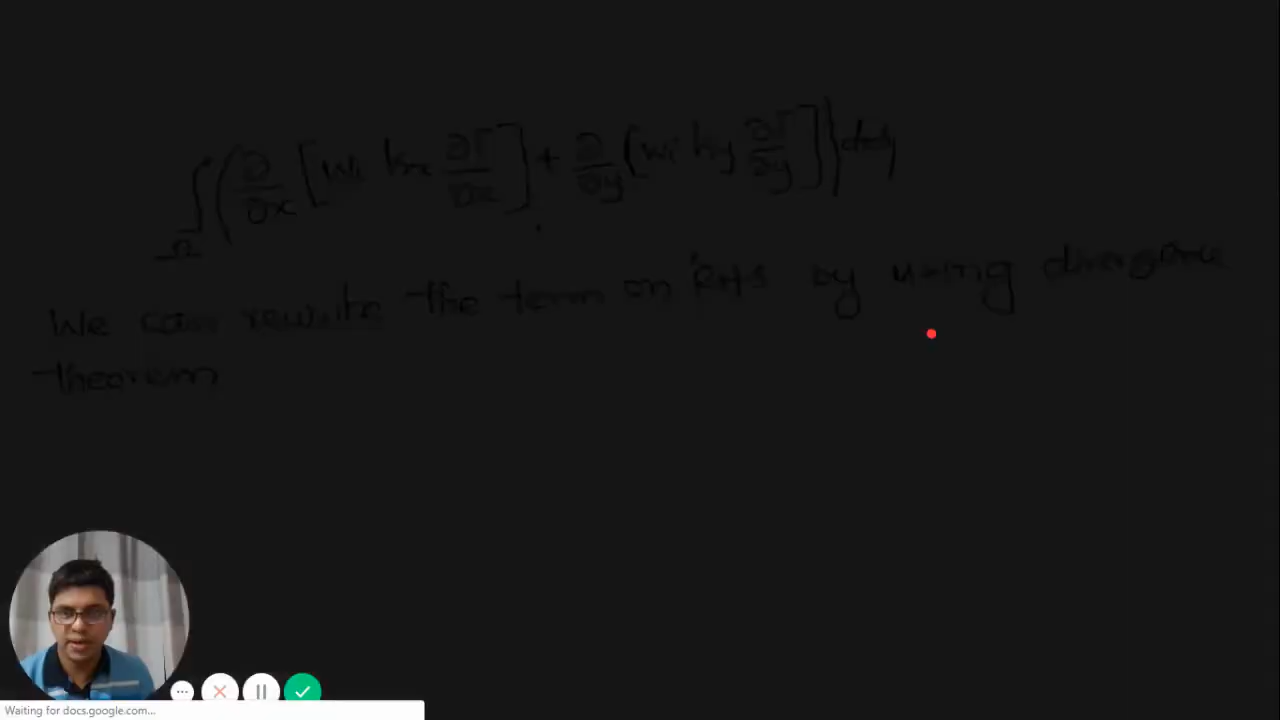 ∫Ω (∂/∂x [wi kx ∂T/∂x] + ∂/∂y [wi ky ∂T/∂y])
We can rewrite the term on RHS by using divergence
theorem
Waiting for docs.google.com...